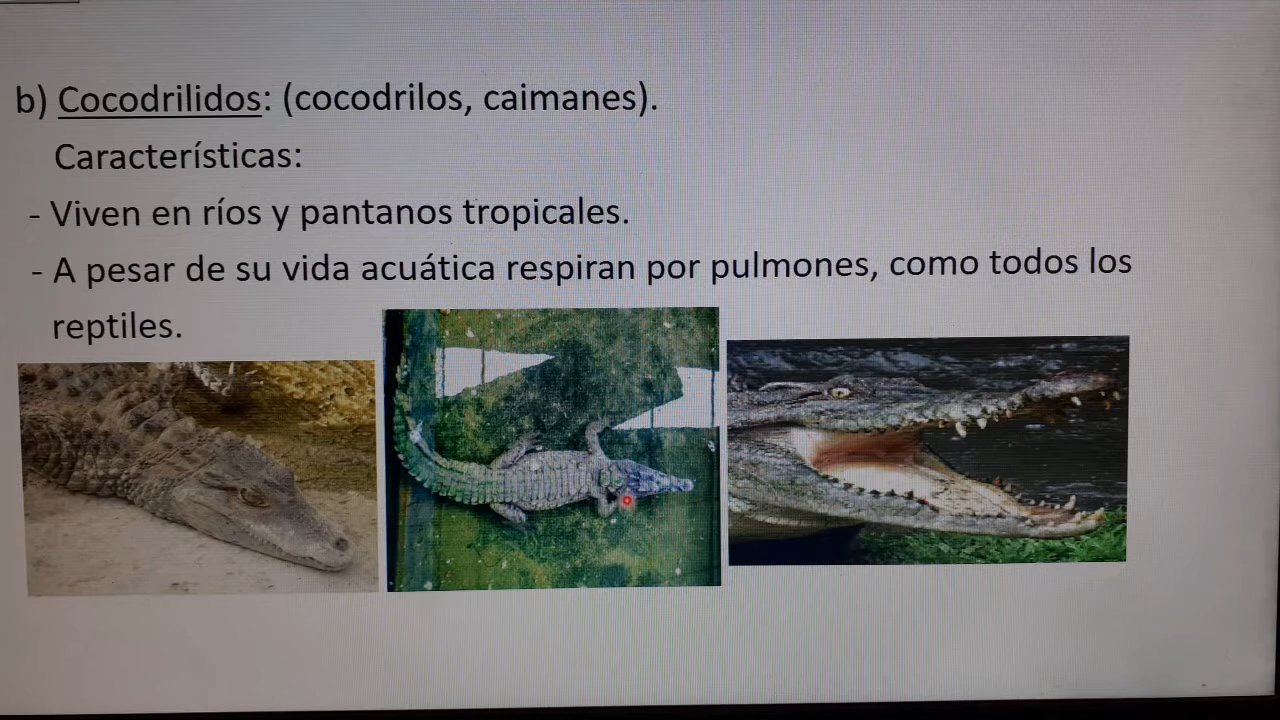 b) Cocodrilidos: (cocodrilos, caimanes).
Características:
- Viven en ríos y pantanos tropicales.
- A pesar de su vida acuática respiran por pulmones, como todos los
reptiles.